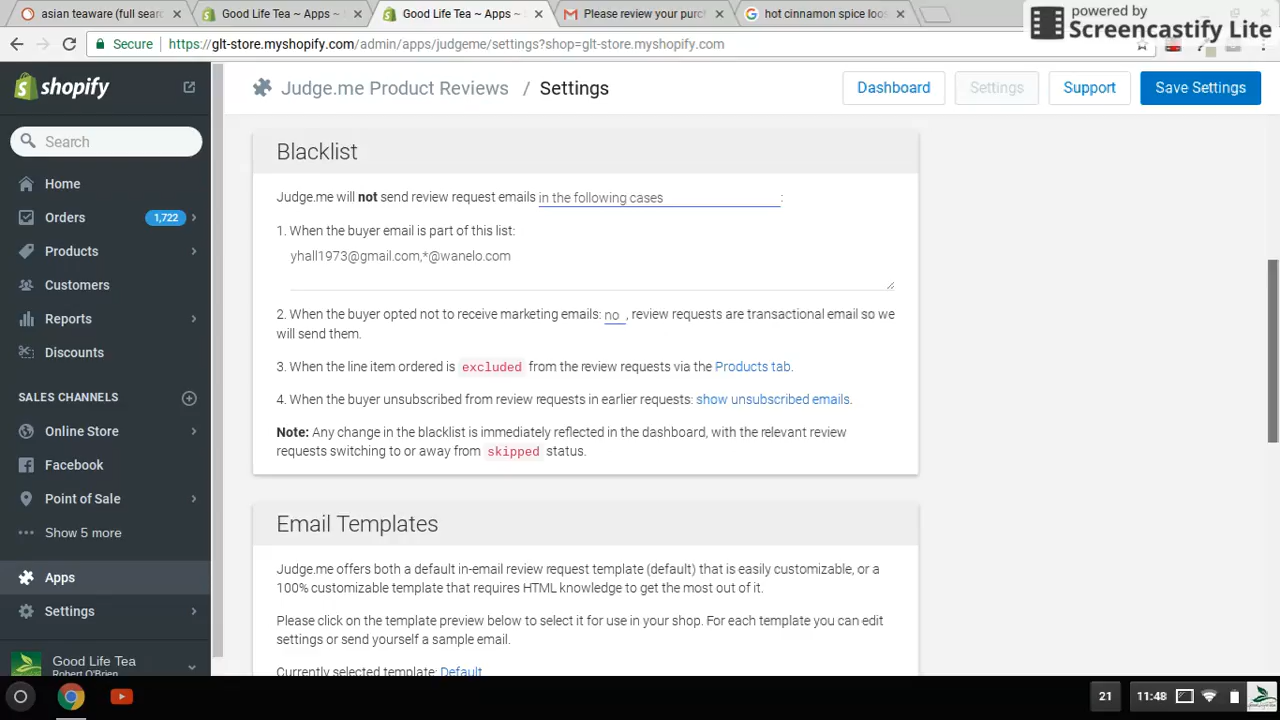 asian teaware (full sear
Good Life Tea ~ Apps ~
Good Life Tea ~ Apps ~
Please review your purc
hot cinnamon spice loos
powered by
Screencastify Lite
Secure
https://glt-store.myshopify.com/admin/apps/judgeme/settings?shop=glt-store.myshopify.com
shopify
Judge.me Product Reviews / Settings
Dashboard
Settings
Support
Save Settings
Search
Home
Orders 1,722
Products
Customers
Reports
Discounts
SALES CHANNELS
Online Store
Facebook
Point of Sale
Show 5 more
Apps
Settings
Good Life Tea
Robert O'Brien
Blacklist
Judge.me will not send review request emails in the following cases :
1. When the buyer email is part of this list:
yhall1973@gmail.com,*@wanelo.com
2. When the buyer opted not to receive marketing emails: no , review requests are transactional email so we
will send them.
3. When the line item ordered is excluded from the review requests via the Products tab.
4. When the buyer unsubscribed from review requests in earlier requests: show unsubscribed emails.
Note: Any change in the blacklist is immediately reflected in the dashboard, with the relevant review
requests switching to or away from skipped status.
Email Templates
Judge.me offers both a default in-email review request template (default) that is easily customizable, or a
100% customizable template that requires HTML knowledge to get the most out of it.
Please click on the template preview below to select it for use in your shop. For each template you can edit
settings or send yourself a sample email.
Currently selected template: Default
21
11:48